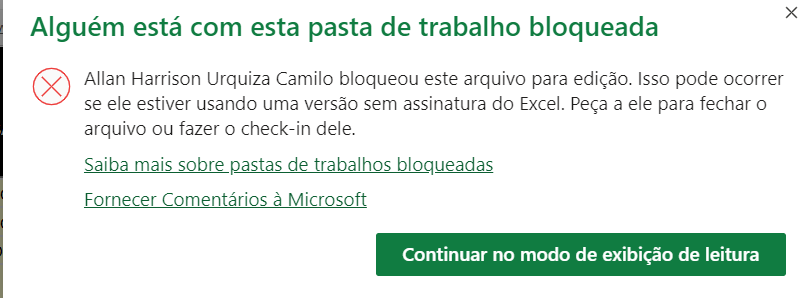 Alguém está com esta pasta de trabalho bloqueada
Allan Harrison Urquiza Camilo bloqueou este arquivo para edição. Isso pode ocorrer
se ele estiver usando uma versão sem assinatura do Excel. Peça a ele para fechar o
arquivo ou fazer o check-in dele.
Saiba mais sobre pastas de trabalhos bloqueadas
Fornecer Comentários à Microsoft
Continuar no modo de exibição de leitura